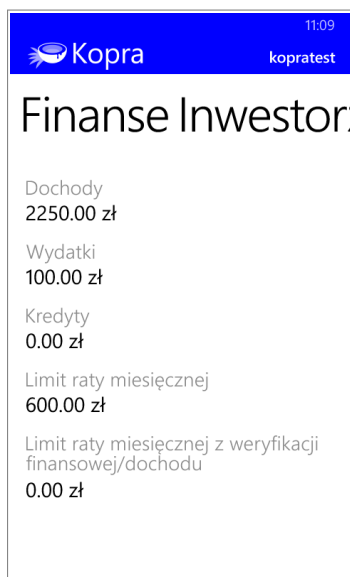 11:09
Kopra
kopratest
Finanse Inwestor
Dochody
2250.00 zł
Wydatki
100.00 zł
Kredyty
0.00 zł
Limit raty miesięcznej
600.00 zł
Limit raty miesięcznej z weryfikacji
finansowej/dochodu
0.00 zł